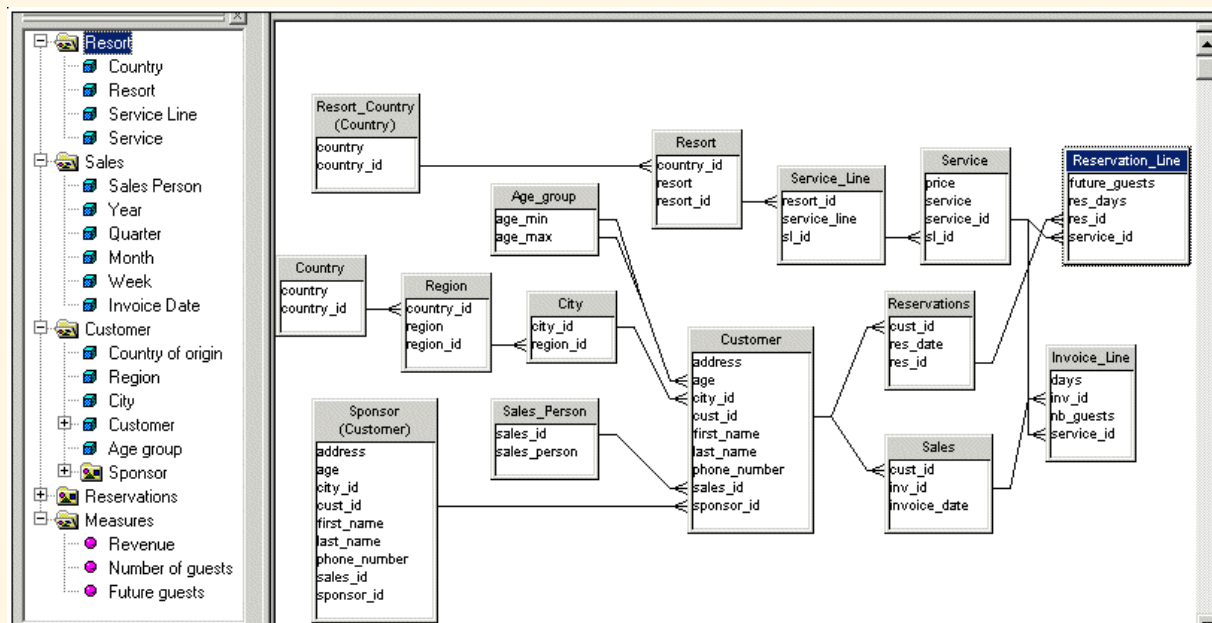 Resort
Country
Resort
Service Line
Service
Sales
Sales Person
Year
Quarter
Month
Week
Invoice Date
Customer
Country of origin
Region
City
Customer
Age group
Sponsor
Reservations
Measures
Revenue
Number of guests
Future guests
Resort_Country
(Country)
country
country_id
Resort
country_id
resort
resort_id
Service_Line
resort_id
service_line
sl_id
Service
price
service
service_id
sl_id
Reservation_Line
future_guests
res_days
res_id
service_id
Age_group
age_min
age_max
Country
country
country_id
Region
country_id
region
region_id
City
city_id
region_id
Customer
address
age
city_id
cust_id
first_name
last_name
phone_number
sales_id
sponsor_id
Reservations
cust_id
res_date
res_id
Invoice_Line
days
inv_id
nb_guests
service_id
Sponsor
(Customer)
address
age
city_id
cust_id
first_name
last_name
phone_number
sales_id
sponsor_id
Sales_Person
sales_id
sales_person
Sales
cust_id
inv_id
invoice_date